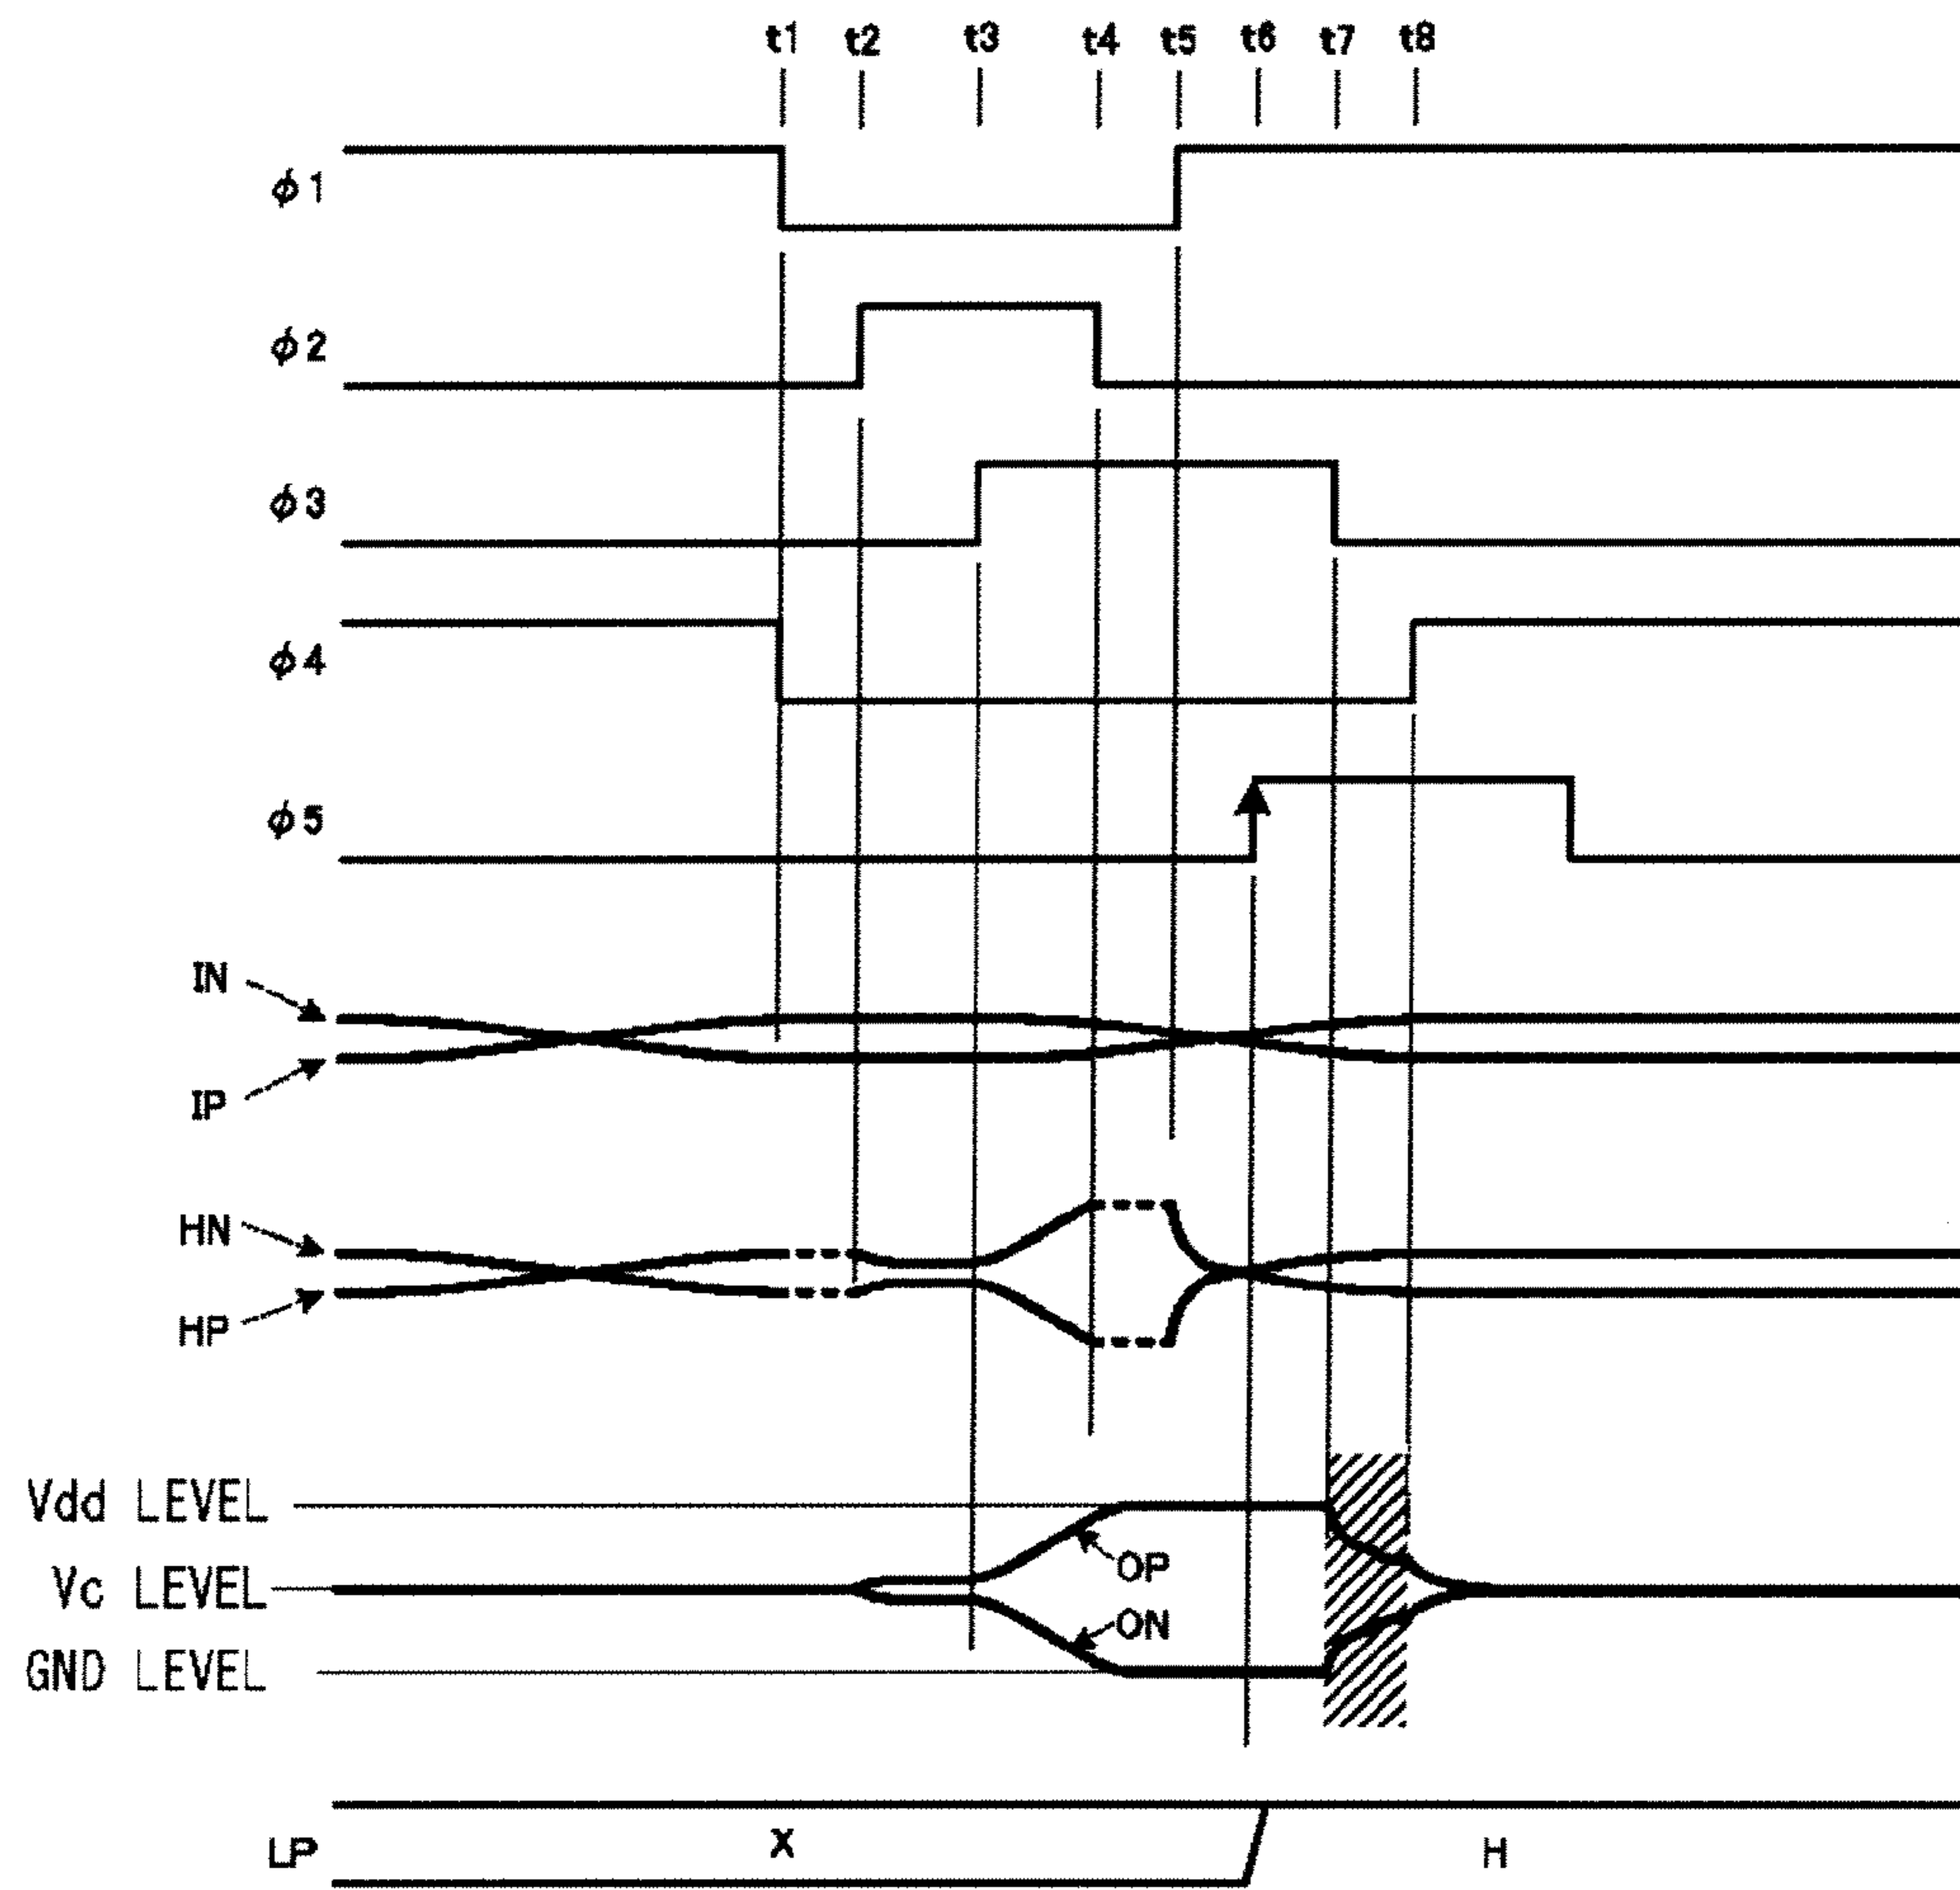 t1 t2 t3 t4 t5 t6 t7 t8
ϕ1
ϕ2
ϕ3
ϕ4
ϕ5
IN
IP
HN
HP
Vdd LEVEL
OP
Vc LEVEL
ON
GND LEVEL
LP X H